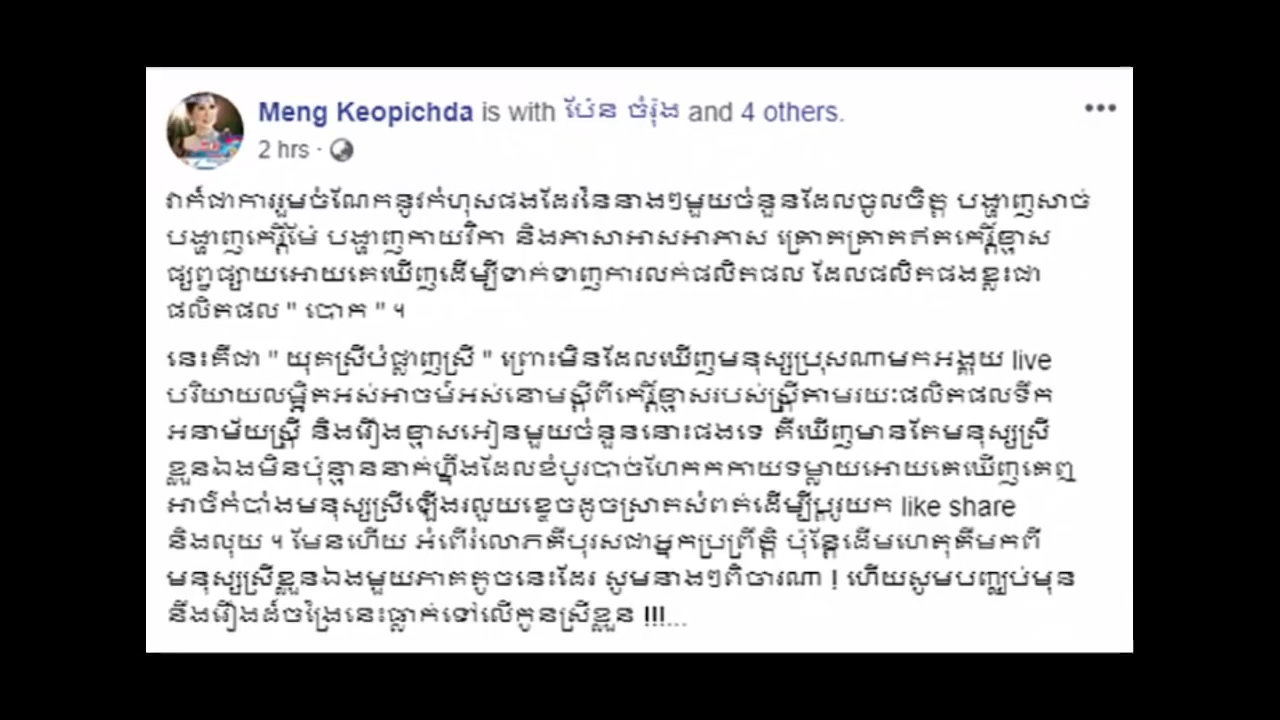 Meng Keopichda is with ប៉ែន ចំរ៉ុង and 4 others.
2 hrs ·
វាក៏ជាការរួមចំណែកនូវកំហុសផងដែរនៃនាងៗមួយចំនួនដែលចូលចិត្ត បង្ហាញសាច់
បង្ហាញកេរ្តិ៍ម៉ែ បង្ហាញកាយវិកា និងភាសាអាសអាភាស គ្រោតគ្រាតឥតកេរ្តិ៍ខ្មាស
ផ្សព្វផ្សាយអោយគេឃើញដើម្បីទាក់ទាញការលក់ផលិតផល ដែលផលិតផងខ្លះជា
ផលិតផល " បោក " ។
នេះគឺជា " យុគស្រីបំផ្លាញស្រី " ព្រោះមិនដែលឃើញមនុស្សប្រុសណាមកអង្គុយ live
បរិយាយលម្អិតអស់អាចម៍អស់នោមស្តីពីកេរ្តិ៍ខ្មាសរបស់ស្ត្រីតាមរយៈផលិតផលទឹក
អនាម័យស្ត្រី និងរឿងខ្មាសអៀនមួយចំនួននោះផងទេ គឺឃើញមានតែមនុស្សស្រី
ខ្លួនឯងមិនប៉ុន្មាននាក់ហ្នឹងដែលខំបូរបាច់ហែកកកាយទម្លាយអោយគេឃើញគេឮ
អាថ៌កំបាំងមនុស្សស្រីឡើងរលួយខ្ទេចដូចស្រាតសំពត់ដើម្បីប្តូរយក like share
និងលុយ ។ មែនហើយ អំពើរំលោភគឺបុរសជាអ្នកប្រព្រឹត្តិ ប៉ុន្តែដើមហេតុគឺមកពី
មនុស្សស្រីខ្លួនឯងមួយភាគតូចនេះដែរ សូមនាងៗពិចារណា ! ហើយសូមបញ្ឈប់មុន
នឹងរឿងដ៍ចង្រៃនេះធ្លាក់ទៅលើកូនស្រីខ្លួន !!!...